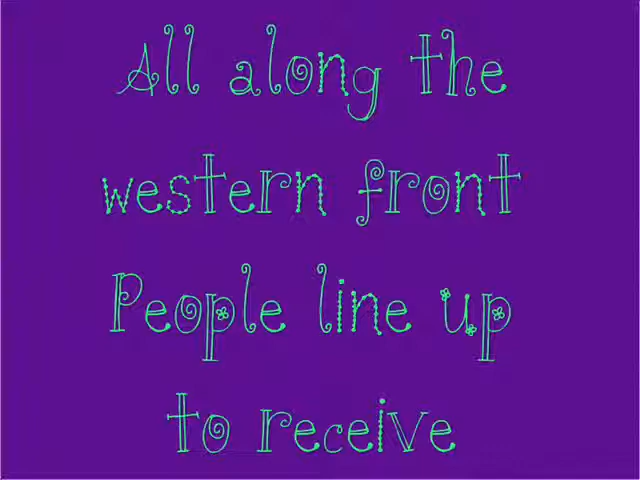 All along the
western front
People line up
to receive